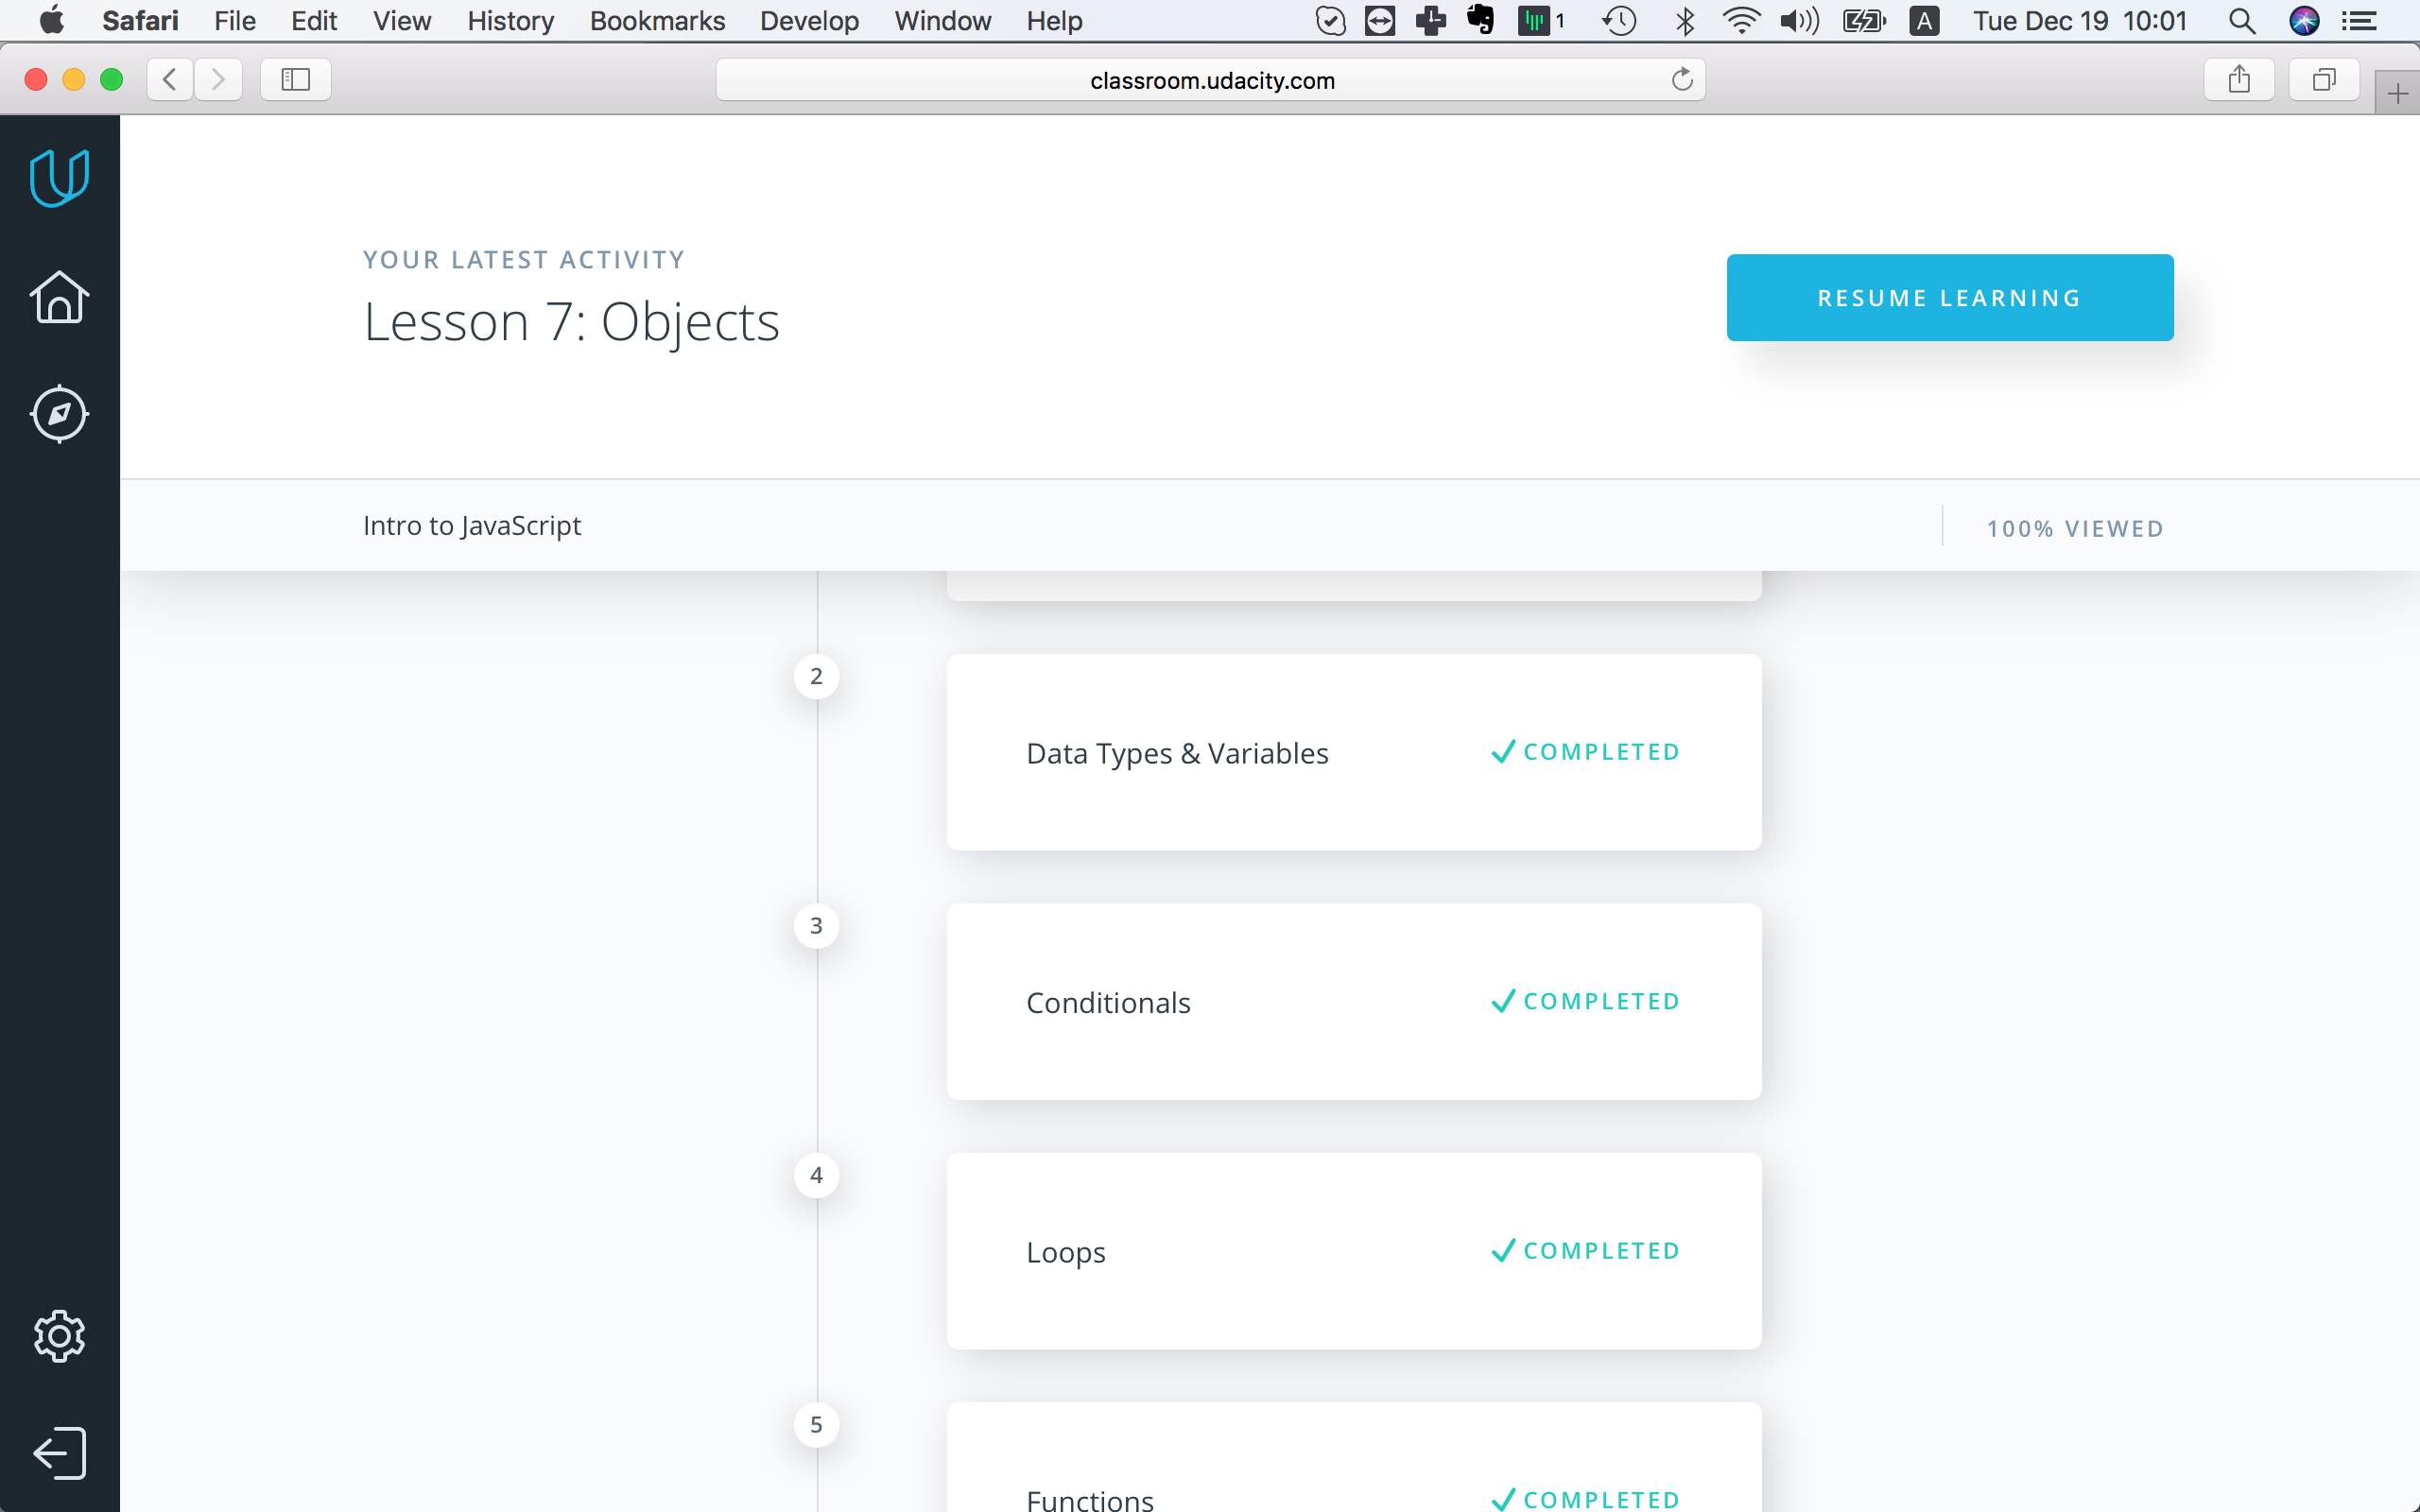 Safari File Edit View History Bookmarks Develop Window Help 1 A Tue Dec 19 10:01
classroom.udacity.com
YOUR LATEST ACTIVITY
Lesson 7: Objects
RESUME LEARNING
Intro to JavaScript
100% VIEWED
2
Data Types & Variables
COMPLETED
3
Conditionals
COMPLETED
4
Loops
COMPLETED
5
Functions
COMPLETED